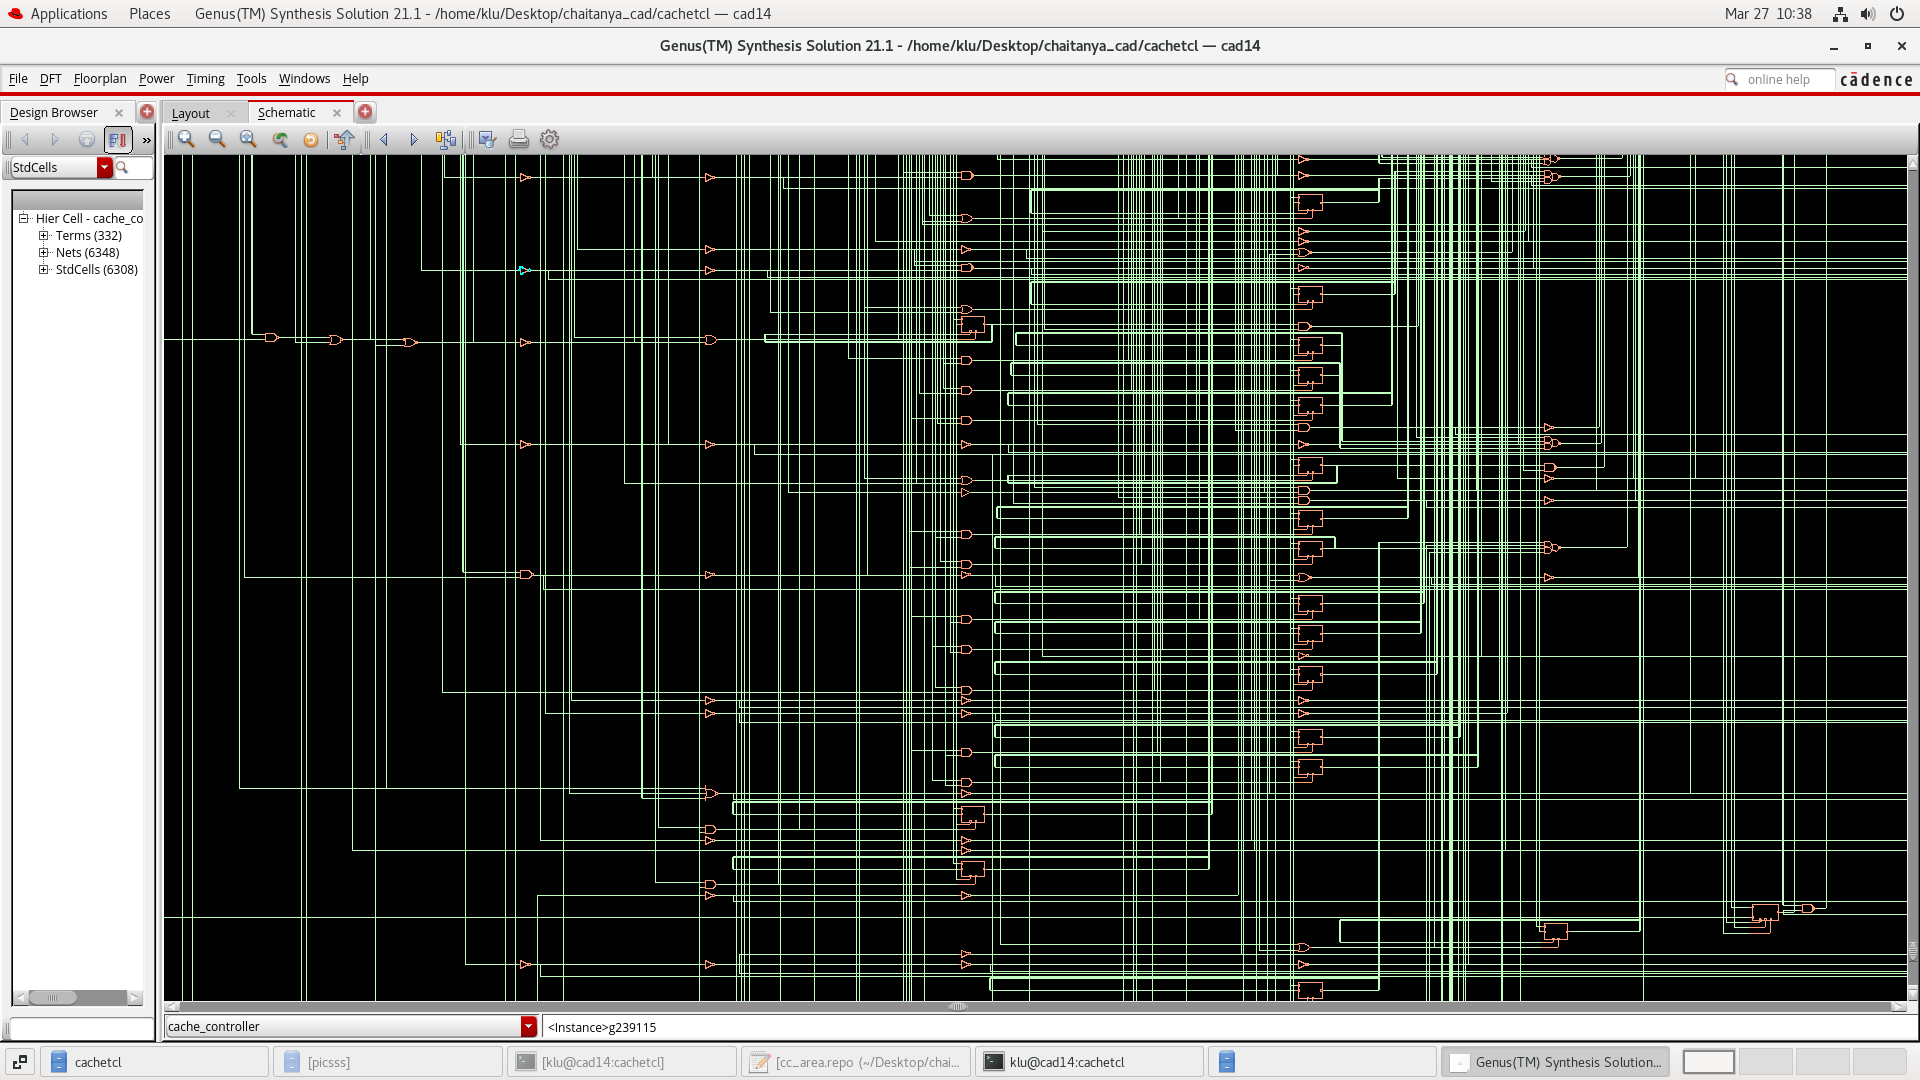 Applications Places Genus(TM) Synthesis Solution 21.1 - /home/klu/Desktop/chaitanya_cad/cachetcl — cad14 Mar 27 10:38
Genus(TM) Synthesis Solution 21.1 - /home/klu/Desktop/chaitanya_cad/cachetcl — cad14
File DFT Floorplan Power Timing Tools Windows Help online help cādence
Design Browser Layout Schematic
»
StdCells
Hier Cell - cache_co
Terms (332)
Nets (6348)
StdCells (6308)
cache_controller <Instance>g239115
cachetcl [picsss] [klu@cad14:cachetcl] [cc_area.repo (~/Desktop/chai... klu@cad14:cachetcl Genus(TM) Synthesis Solution...